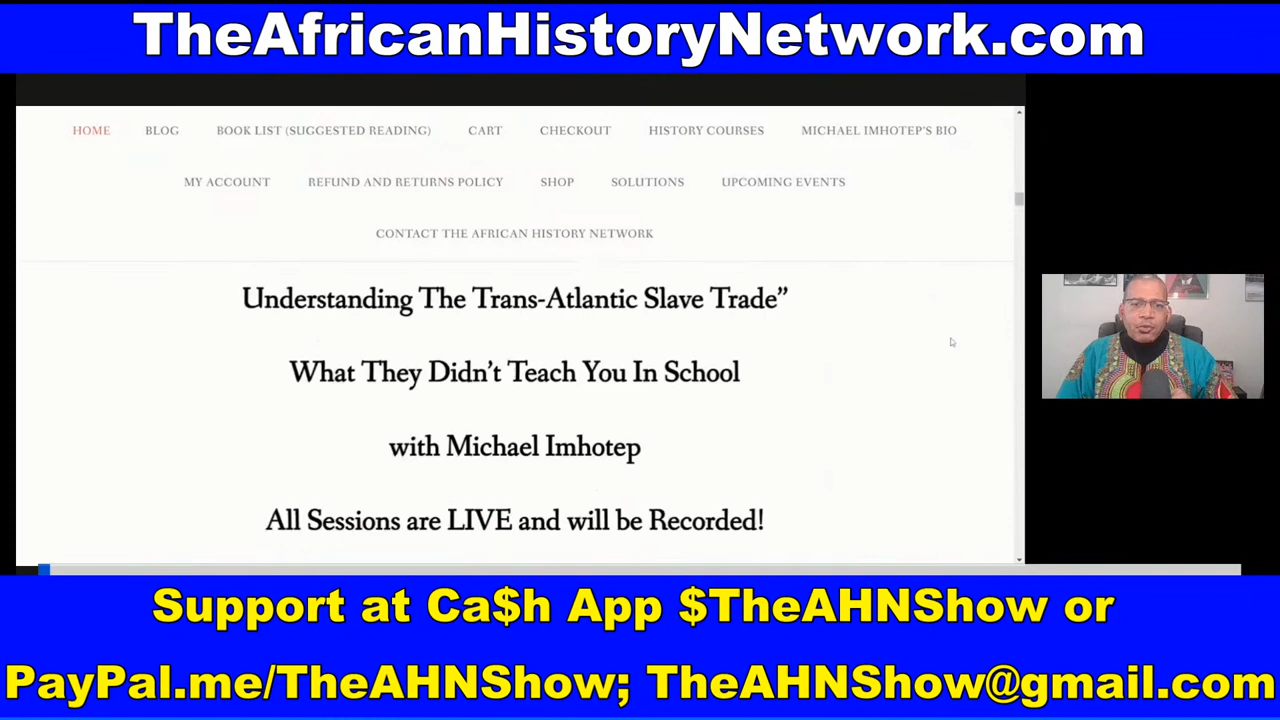 TheAfricanHistoryNetwork.com
HOME BLOG BOOK LIST (SUGGESTED READING) CART CHECKOUT HISTORY COURSES MICHAEL IMHOTEP'S BIO
MY ACCOUNT REFUND AND RETURNS POLICY SHOP SOLUTIONS UPCOMING EVENTS
CONTACT THE AFRICAN HISTORY NETWORK
Understanding The Trans-Atlantic Slave Trade”
What They Didn’t Teach You In School
with Michael Imhotep
All Sessions are LIVE and will be Recorded!
Support at Ca$h App $TheAHNShow or
PayPal.me/TheAHNShow; TheAHNShow@gmail.com